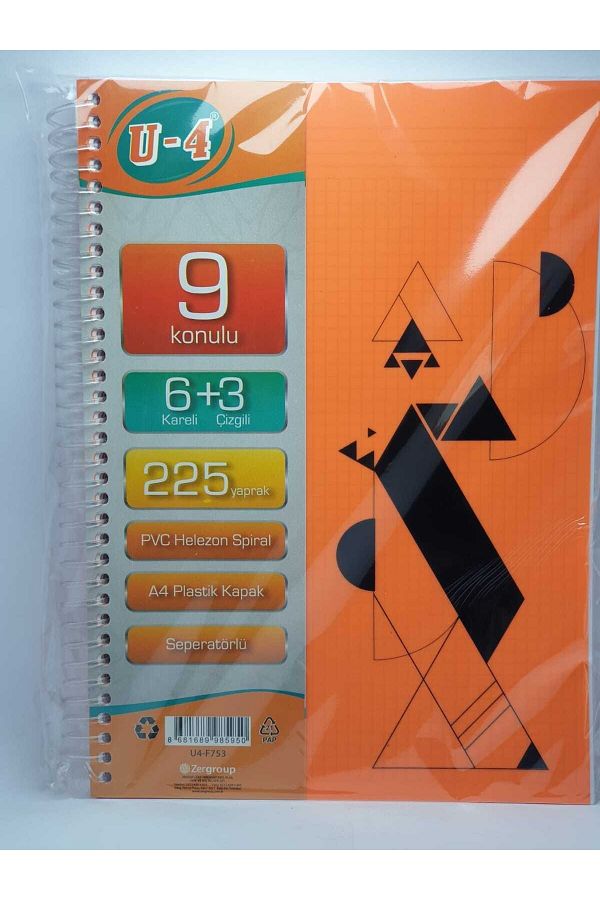 U-4®
9
konulu
6+3
Kareli Çizgili
225 yaprak
PVC Helezon Spiral
A4 Plastik Kapak
Seperatörlü
8 681689 985950
U4-F753
21
PAP
Zergroup